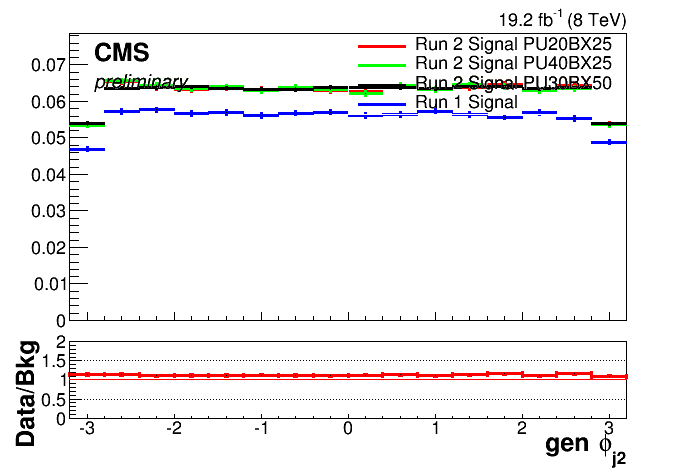 19.2 fb-1 (8 TeV)
CMS
preliminary
Run 2 Signal PU20BX25
Run 2 Signal PU40BX25
Run 2 Signal PU30BX50
Run 1 Signal
0.07
0.06
0.05
0.04
0.03
0.02
0.01
0
Data/Bkg
2
1.5
1
0.5
0
-3 -2 -1 0 1 2 3
gen ϕj2